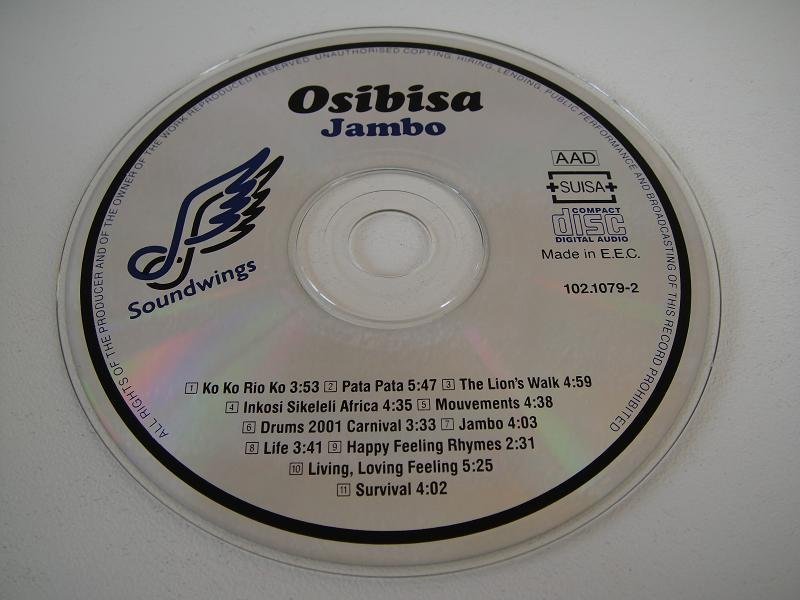 ALL RIGHTS OF THE PRODUCER AND OF THE OWNER OF THE WORK REPRODUCED RESERVED UNAUTHORISED COPYING, HIRING, LENDING, PUBLIC PERFORMANCE AND BROADCASTING OF THIS RECORD PROHIBITED
Osibisa
Jambo
AAD
SUISA
COMPACT
disc
DIGITAL AUDIO
Made in E.E.C.
102.1079-2
Soundwings
1 Ko Ko Rio Ko 3:53 2 Pata Pata 5:47 3 The Lion's Walk 4:59
4 Inkosi Sikeleli Africa 4:35 5 Mouvements 4:38
6 Drums 2001 Carnival 3:33 7 Jambo 4:03
8 Life 3:41 9 Happy Feeling Rhymes 2:31
10 Living, Loving Feeling 5:25
11 Survival 4:02